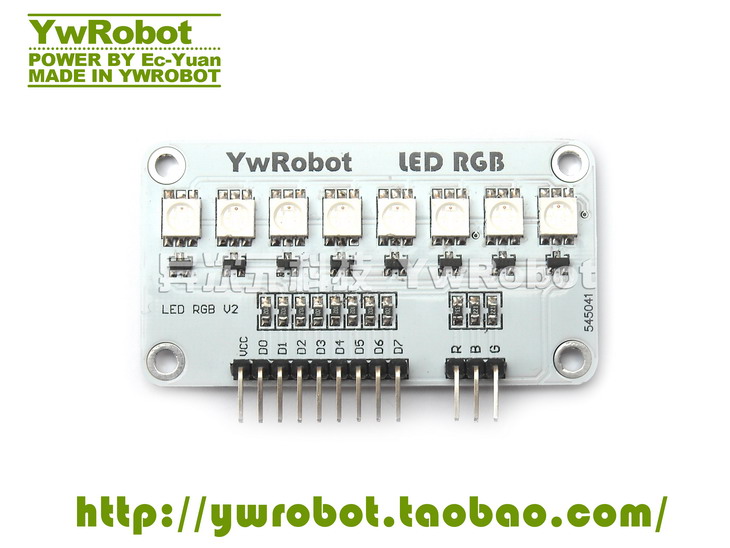 YwRobot
POWER BY Ec-Yuan
MADE IN YWROBOT
YwRobot LED RGB
YWROBOT
LED RGB V2
545041
VCC D0 D1 D2 D3 D4 D5 D6 D7 R B G
http://ywrobot.taobao.com/